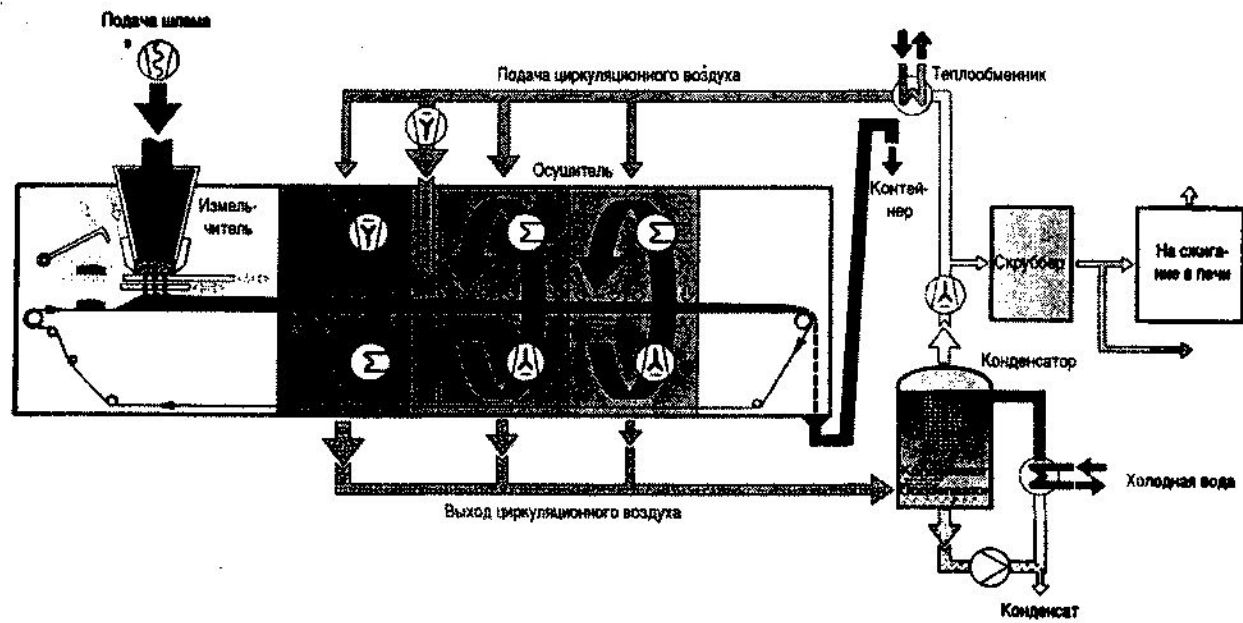 Подача шлама
Подача циркуляционного воздуха
Теплообменник
Осушитель
Измель-
читель
Контей-
нер
Скруббер
На сжига-
ние в печи
Конденсатор
Холодная вода
Выход циркуляционного воздуха
Конденсат